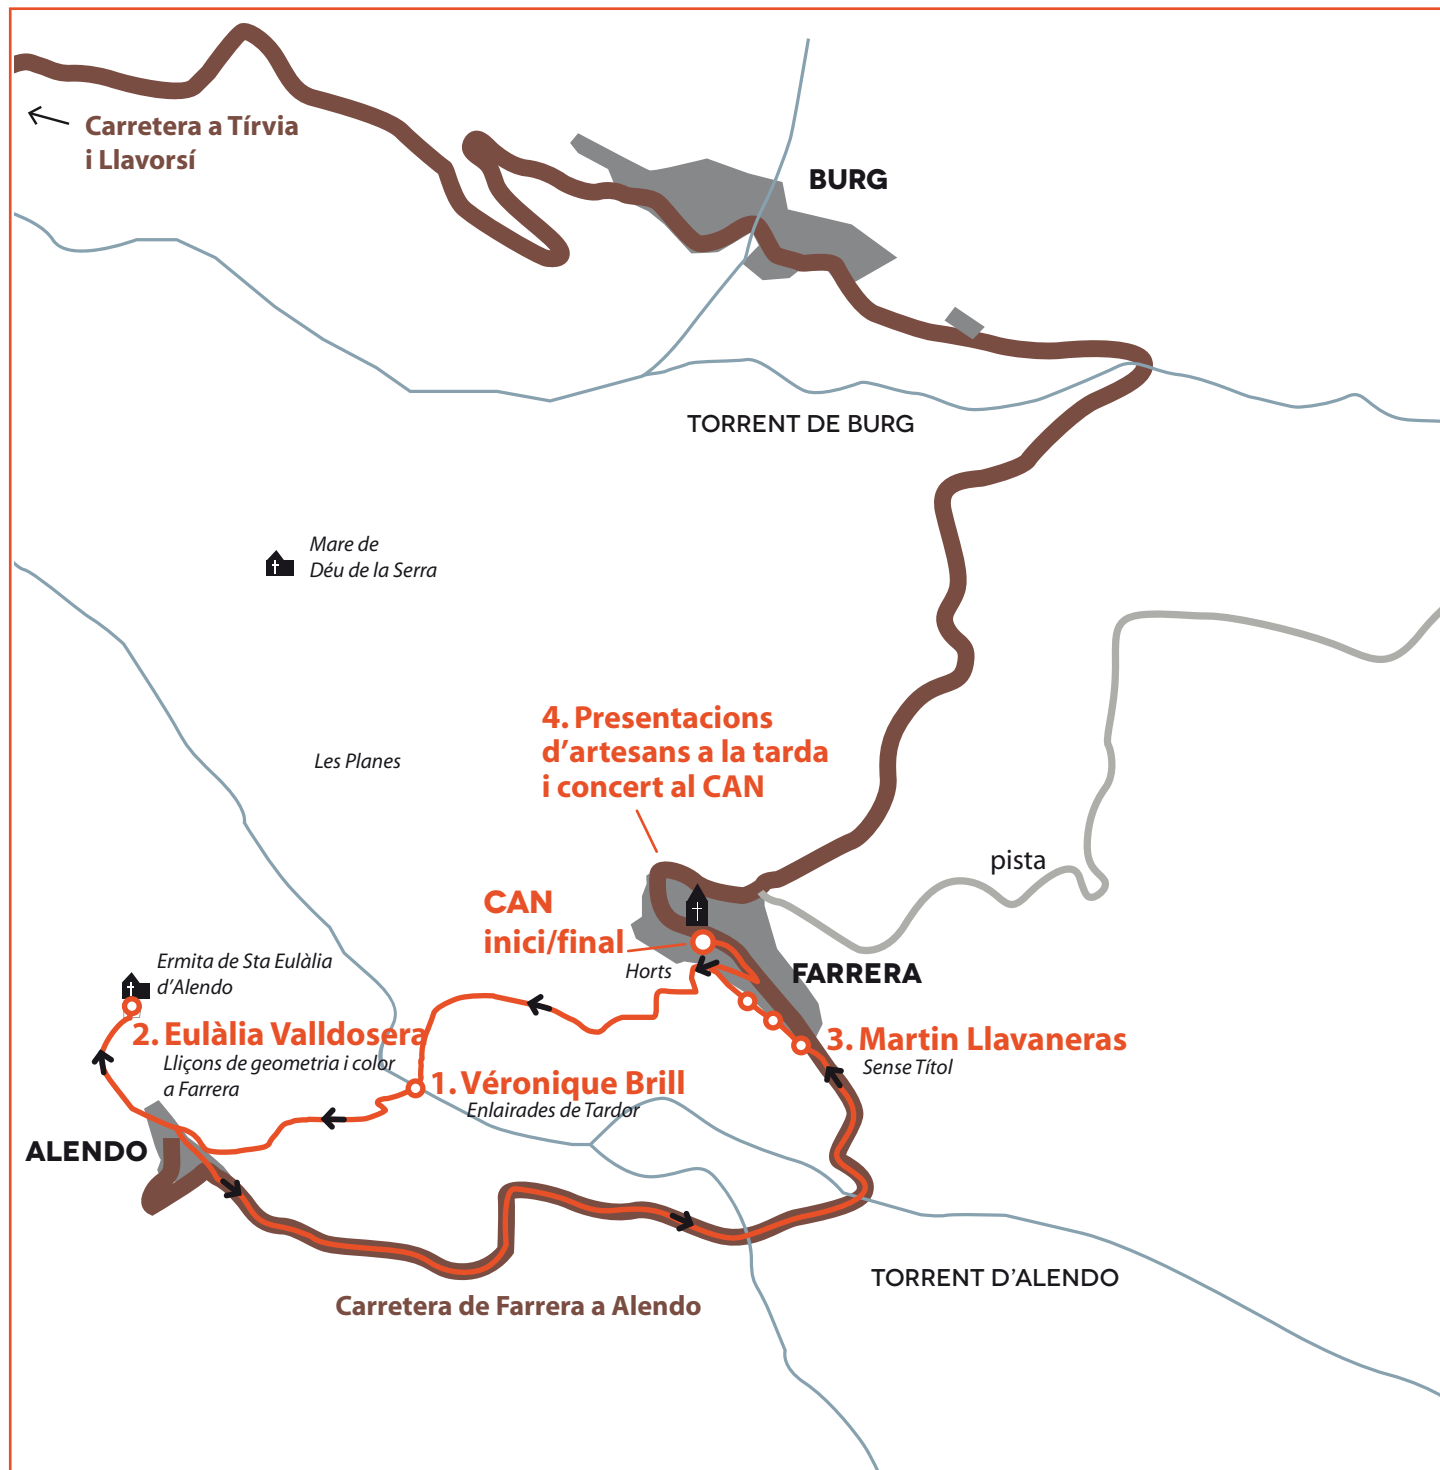 Carretera a Tírvia
i Llavorsí
BURG
TORRENT DE BURG
Mare de
Déu de la Serra
4. Presentacions
d’artesans a la tarda
i concert al CAN
Les Planes
pista
CAN
inici/final
Horts
FARRERA
Ermita de Sta Eulàlia
d’Alendo
2. Eulàlia Valldosera
Lliçons de geometria i color
a Farrera
3. Martin Llavaneras
Sense Títol
1. Véronique Brill
Enlairades de Tardor
ALENDO
TORRENT D’ALENDO
Carretera de Farrera a Alendo